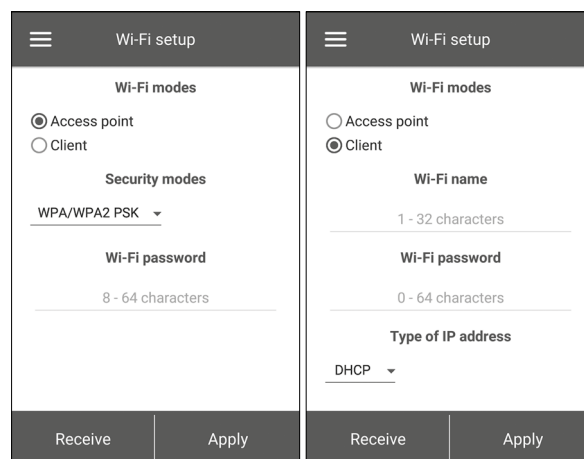 Wi-Fi setup
Wi-Fi modes
Access point
Client
Security modes
WPA/WPA2 PSK
Wi-Fi password
8 - 64 characters
Receive
Apply
Wi-Fi setup
Wi-Fi modes
Access point
Client
Wi-Fi name
1 - 32 characters
Wi-Fi password
0 - 64 characters
Type of IP address
DHCP
Receive
Apply